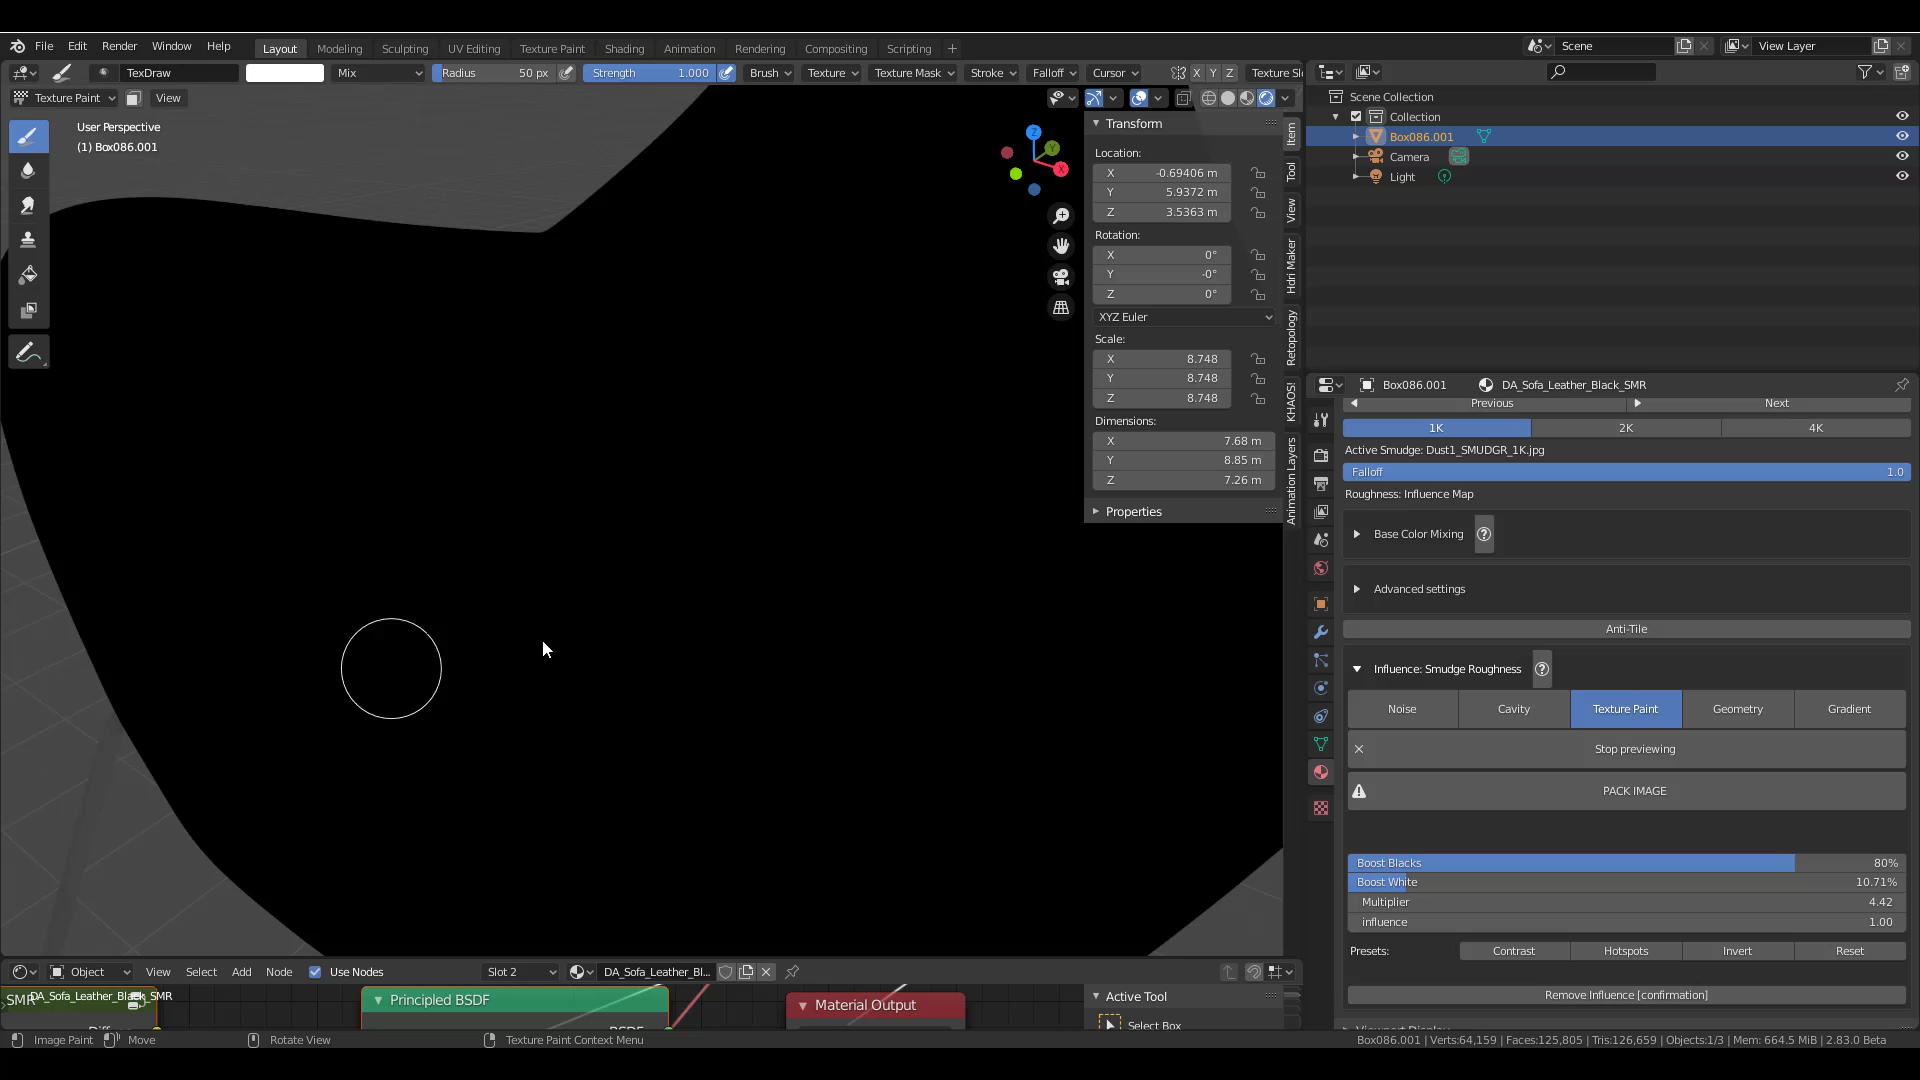 File Edit Render Window Help Layout Modeling Sculpting UV Editing Texture Paint Shading Animation Rendering Compositing Scripting + Scene View Layer
TexDraw Mix Radius 50 px Strength 1.000 Brush Texture Texture Mask Stroke Falloff Cursor X Y Z Texture Sl
Texture Paint View
User Perspective
(1) Box086.001
Z
Y
X
Transform
Location:
X -0.69406 m
Y 5.9372 m
Z 3.5363 m
Rotation:
X 0°
Y -0°
Z 0°
XYZ Euler
Scale:
X 8.748
Y 8.748
Z 8.748
Dimensions:
X 7.68 m
Y 8.85 m
Z 7.26 m
Properties
Item
Tool
View
Hdri Maker
Retopology
KHAOS!
Animation Layers
Scene Collection
Collection
Box086.001
Camera
Light
Box086.001 DA_Sofa_Leather_Black_SMR
Previous Next
1K 2K 4K
Active Smudge: Dust1_SMUDGR_1K.jpg
Falloff 1.0
Roughness: Influence Map
Base Color Mixing ?
Advanced settings
Anti-Tile
Influence: Smudge Roughness ?
Noise Cavity Texture Paint Geometry Gradient
Stop previewing
PACK IMAGE
Boost Blacks 80%
Boost White 10.71%
Multiplier 4.42
influence 1.00
Presets: Contrast Hotspots Invert Reset
Remove Influence [confirmation]
Object View Select Add Node Use Nodes Slot 2 DA_Sofa_Leather_Bl...
SMR
DA_Sofa_Leather_Black_SMR
Principled BSDF
BSDF
Material Output
Active Tool
Select Box
Image Paint Move Rotate View Texture Paint Context Menu Box086.001 | Verts:64,159 | Faces:125,805 | Tris:126,659 | Objects:1/3 | Mem: 664.5 MiB | 2.83.0 Beta